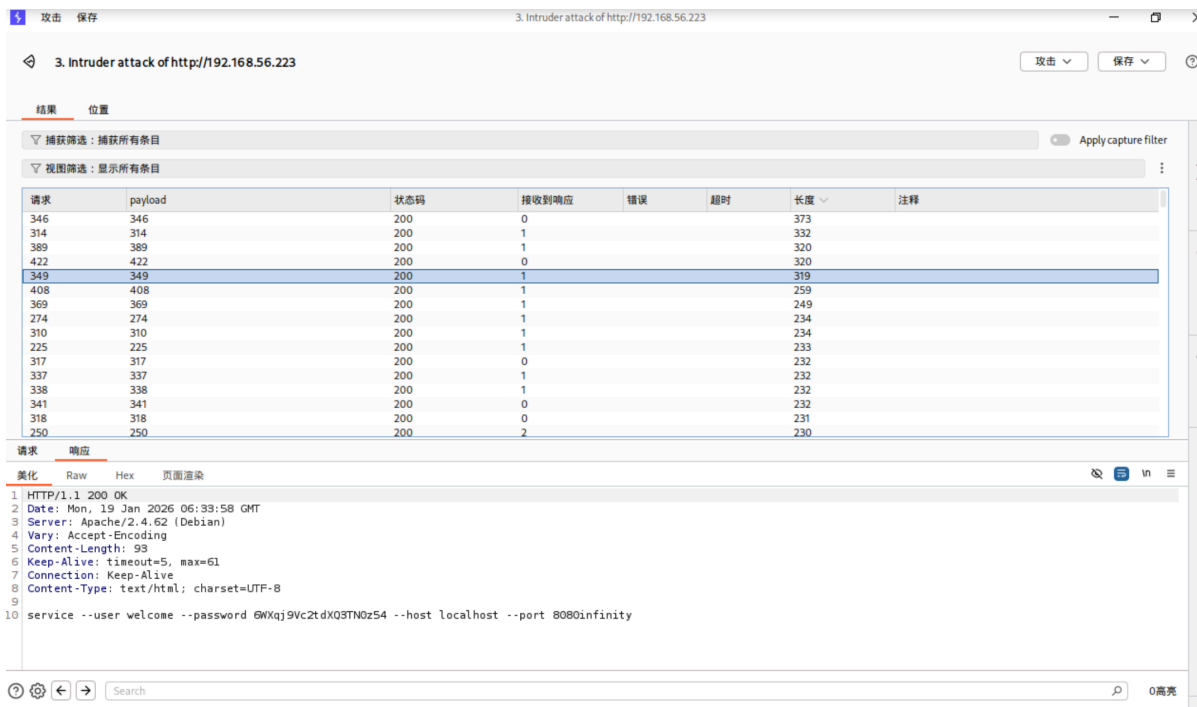 攻击 保存 3. Intruder attack of http://192.168.56.223
3. Intruder attack of http://192.168.56.223 攻击 保存
结果 位置
捕获筛选：捕获所有条目 Apply capture filter
视图筛选：显示所有条目
请求 payload 状态码 接收到响应 错误 超时 长度 注释
346 346 200 0 373
314 314 200 1 332
389 389 200 1 320
422 422 200 0 320
349 349 200 1 319
408 408 200 1 259
369 369 200 1 249
274 274 200 1 234
310 310 200 1 234
225 225 200 1 233
317 317 200 0 232
337 337 200 1 232
338 338 200 1 232
341 341 200 0 232
318 318 200 0 231
250 250 200 2 230
请求 响应
美化 Raw Hex 页面渲染 \n
1 HTTP/1.1 200 OK
2 Date: Mon, 19 Jan 2026 06:33:58 GMT
3 Server: Apache/2.4.62 (Debian)
4 Vary: Accept-Encoding
5 Content-Length: 93
6 Keep-Alive: timeout=5, max=61
7 Connection: Keep-Alive
8 Content-Type: text/html; charset=UTF-8
9
10 service --user welcome --password 6WXqj9Vc2tdXQ3TN0z54 --host localhost --port 8080infinity
Search 0高亮